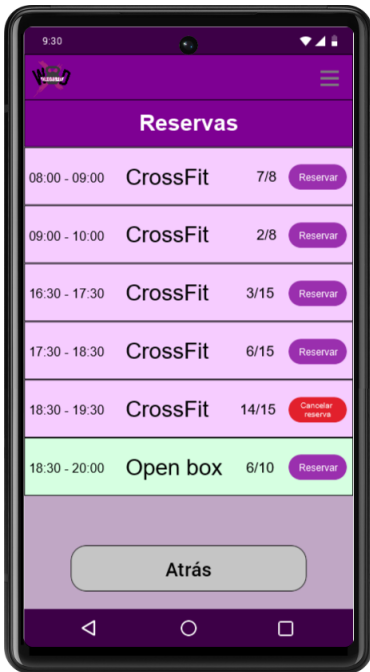 9:30
Reservas
08:00 - 09:00 CrossFit 7/8 Reservar
09:00 - 10:00 CrossFit 2/8 Reservar
16:30 - 17:30 CrossFit 3/15 Reservar
17:30 - 18:30 CrossFit 6/15 Reservar
18:30 - 19:30 CrossFit 14/15 Cancelar
reserva
18:30 - 20:00 Open box 6/10 Reservar
Atrás